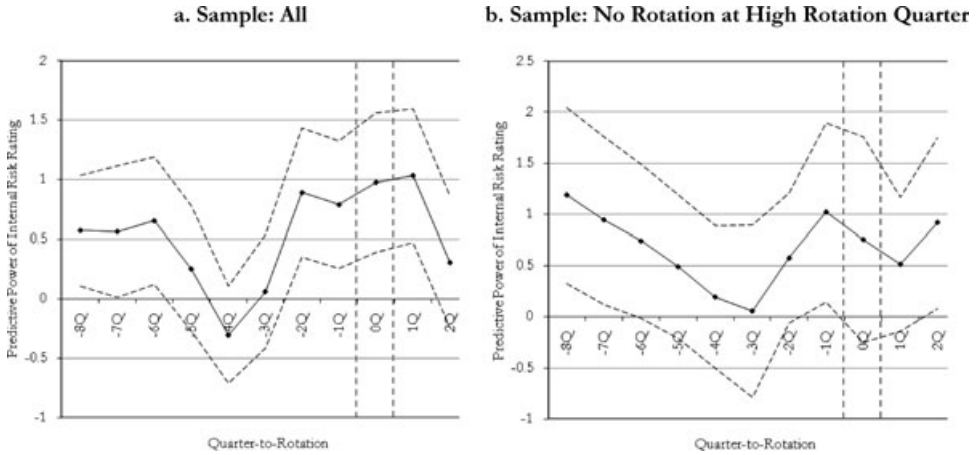 a. Sample: All
Predictive Power of Internal Risk Rating
2
1.5
1
0.5
0
-0.5
-1
-8Q -7Q -6Q -5Q -4Q -3Q -2Q -1Q 0Q 1Q 2Q
Quarter-to-Rotation
b. Sample: No Rotation at High Rotation Quarter
Predictive Power of Internal Risk Rating
2.5
2
1.5
1
0.5
0
-0.5
-1
-8Q -7Q -6Q -5Q -4Q -3Q -2Q -1Q 0Q 1Q 2Q
Quarter-to-Rotation